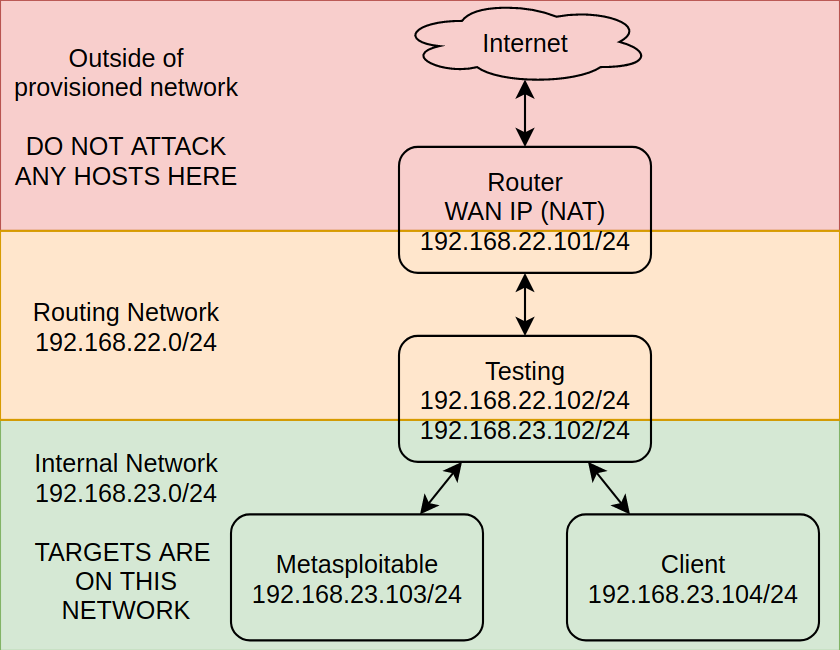 Outside of
provisioned network
DO NOT ATTACK
ANY HOSTS HERE
Internet
Router
WAN IP (NAT)
192.168.22.101/24
Routing Network
192.168.22.0/24
Testing
192.168.22.102/24
192.168.23.102/24
Internal Network
192.168.23.0/24
TARGETS ARE
ON THIS
NETWORK
Metasploitable
192.168.23.103/24
Client
192.168.23.104/24